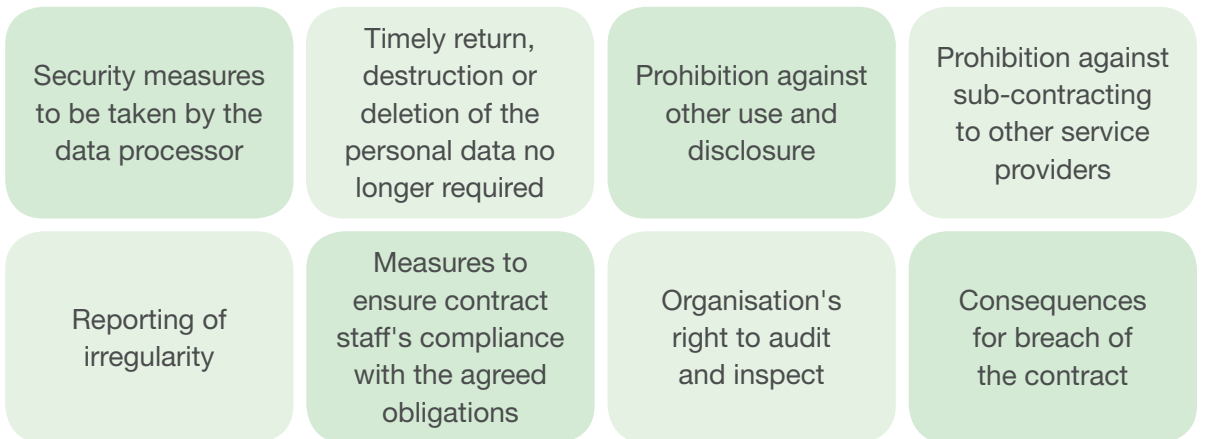 Security measures
to be taken by the
data processor
Timely return,
destruction or
deletion of the
personal data no
longer required
Prohibition against
other use and
disclosure
Prohibition against
sub-contracting
to other service
providers
Reporting of
irregularity
Measures to
ensure contract
staff's compliance
with the agreed
obligations
Organisation's
right to audit
and inspect
Consequences
for breach of
the contract